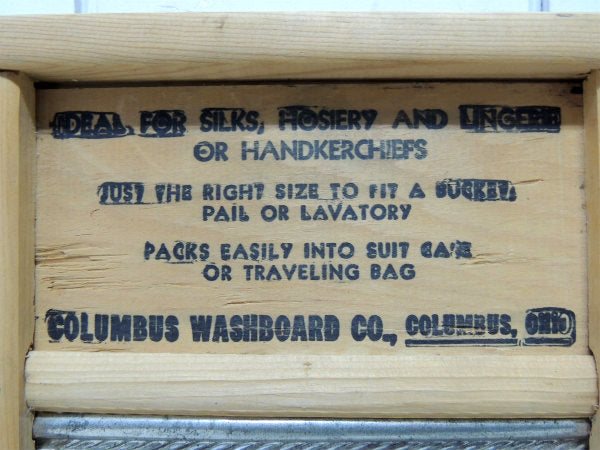 IDEAL FOR SILKS, HOSIERY AND LINGERIE
OR HANDKERCHIEFS
JUST THE RIGHT SIZE TO FIT A BUCKET,
PAIL OR LAVATORY
PACKS EASILY INTO SUIT CASE
OR TRAVELING BAG
COLUMBUS WASHBOARD CO., COLUMBUS, OHIO